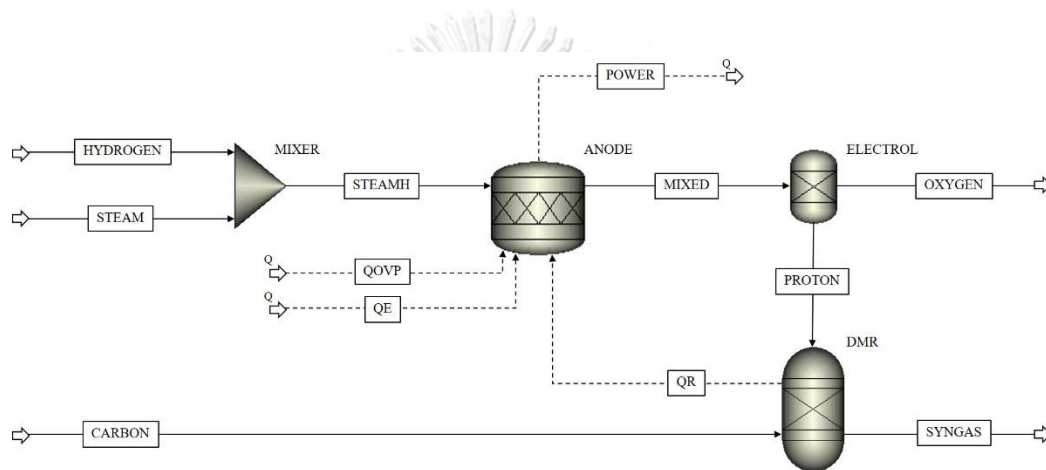 Q
POWER
HYDROGEN
MIXER
ANODE
ELECTROL
STEAMH
MIXED
OXYGEN
STEAM
Q
QOVP
Q
QE
PROTON
DMR
QR
CARBON
SYNGAS